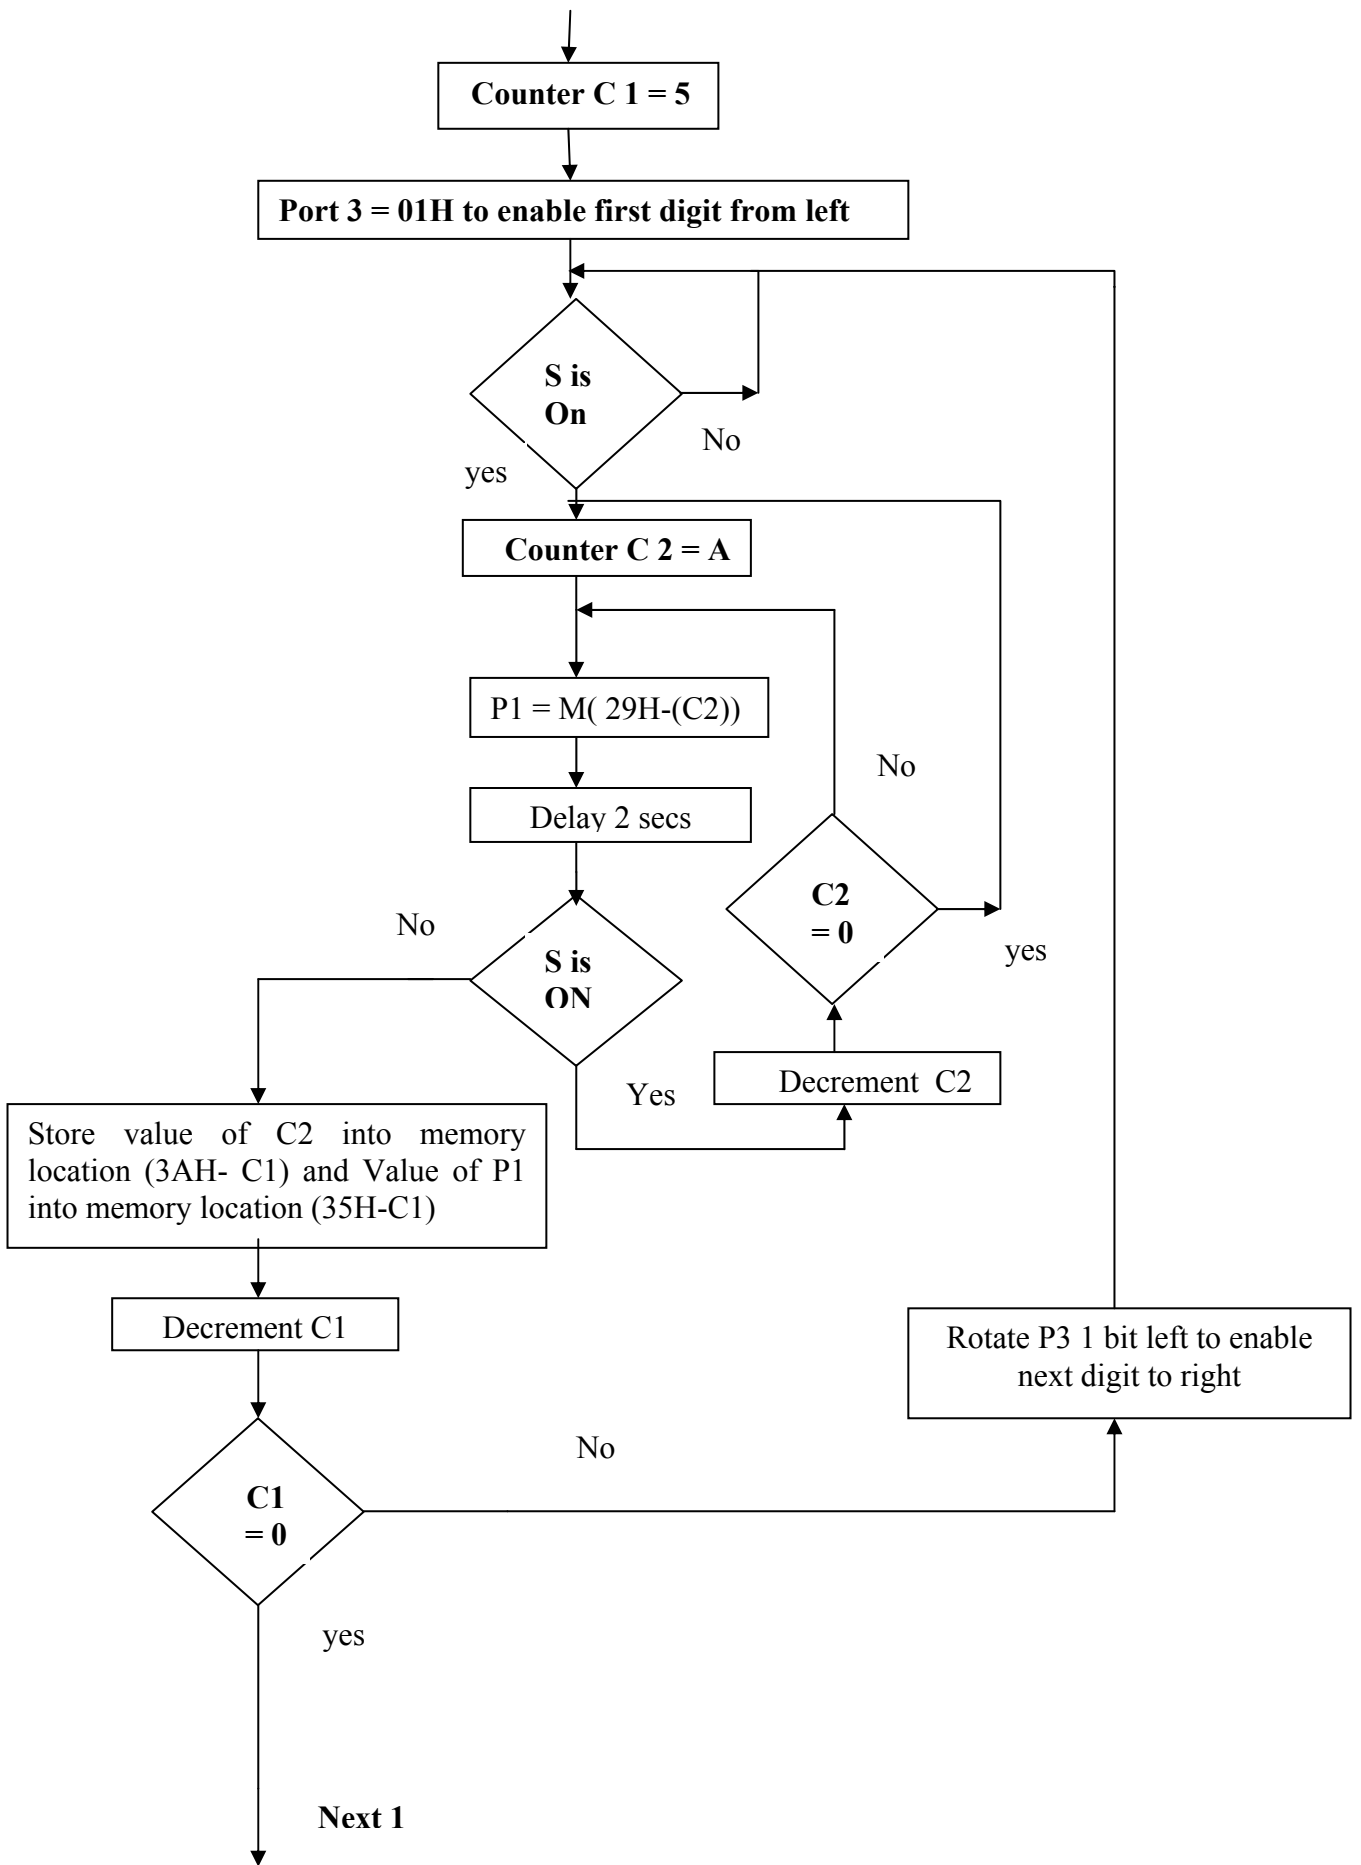 Counter C 1 = 5
Port 3 = 01H to enable first digit from left
S is
On
No
yes
Counter C 2 = A
P1 = M( 29H-(C2))
No
Delay 2 secs
C2
= 0
No
yes
S is
ON
Decrement C2
Yes
Store value of C2 into memory
location (3AH- C1) and Value of P1
into memory location (35H-C1)
Decrement C1
Rotate P3 1 bit left to enable
next digit to right
No
C1
= 0
yes
Next 1